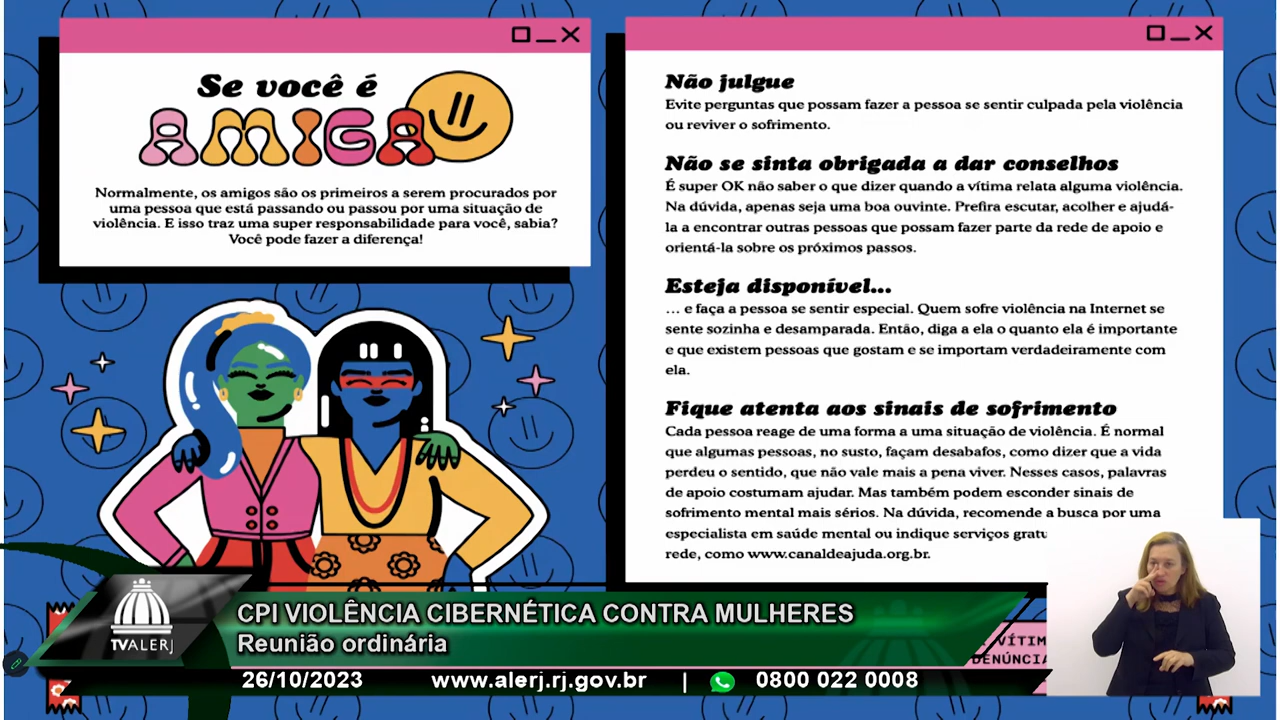 Se você é
AMIGA
Normalmente, os amigos são os primeiros a serem procurados por
uma pessoa que está passando ou passou por uma situação de
violência. E isso traz uma super responsabilidade para você, sabia?
Você pode fazer a diferença!
Não julgue
Evite perguntas que possam fazer a pessoa se sentir culpada pela violência
ou reviver o sofrimento.
Não se sinta obrigada a dar conselhos
É super OK não saber o que dizer quando a vítima relata alguma violência.
Na dúvida, apenas seja uma boa ouvinte. Prefira escutar, acolher e ajudá-
la a encontrar outras pessoas que possam fazer parte da rede de apoio e
orientá-la sobre os próximos passos.
Esteja disponível...
... e faça a pessoa se sentir especial. Quem sofre violência na Internet se
sente sozinha e desamparada. Então, diga a ela o quanto ela é importante
e que existem pessoas que gostam e se importam verdadeiramente com
ela.
Fique atenta aos sinais de sofrimento
Cada pessoa reage de uma forma a uma situação de violência. É normal
que algumas pessoas, no susto, façam desabafos, como dizer que a vida
perdeu o sentido, que não vale mais a pena viver. Nesses casos, palavras
de apoio costumam ajudar. Mas também podem esconder sinais de
sofrimento mental mais sérios. Na dúvida, recomende a busca por uma
especialista em saúde mental ou indique serviços gratu
rede, como www.canaldeajuda.org.br.
VÍTIM
DENÚNCIA
TVALERJ
CPI VIOLÊNCIA CIBERNÉTICA CONTRA MULHERES
Reunião ordinária
26/10/2023 www.alerj.rj.gov.br | 0800 022 0008